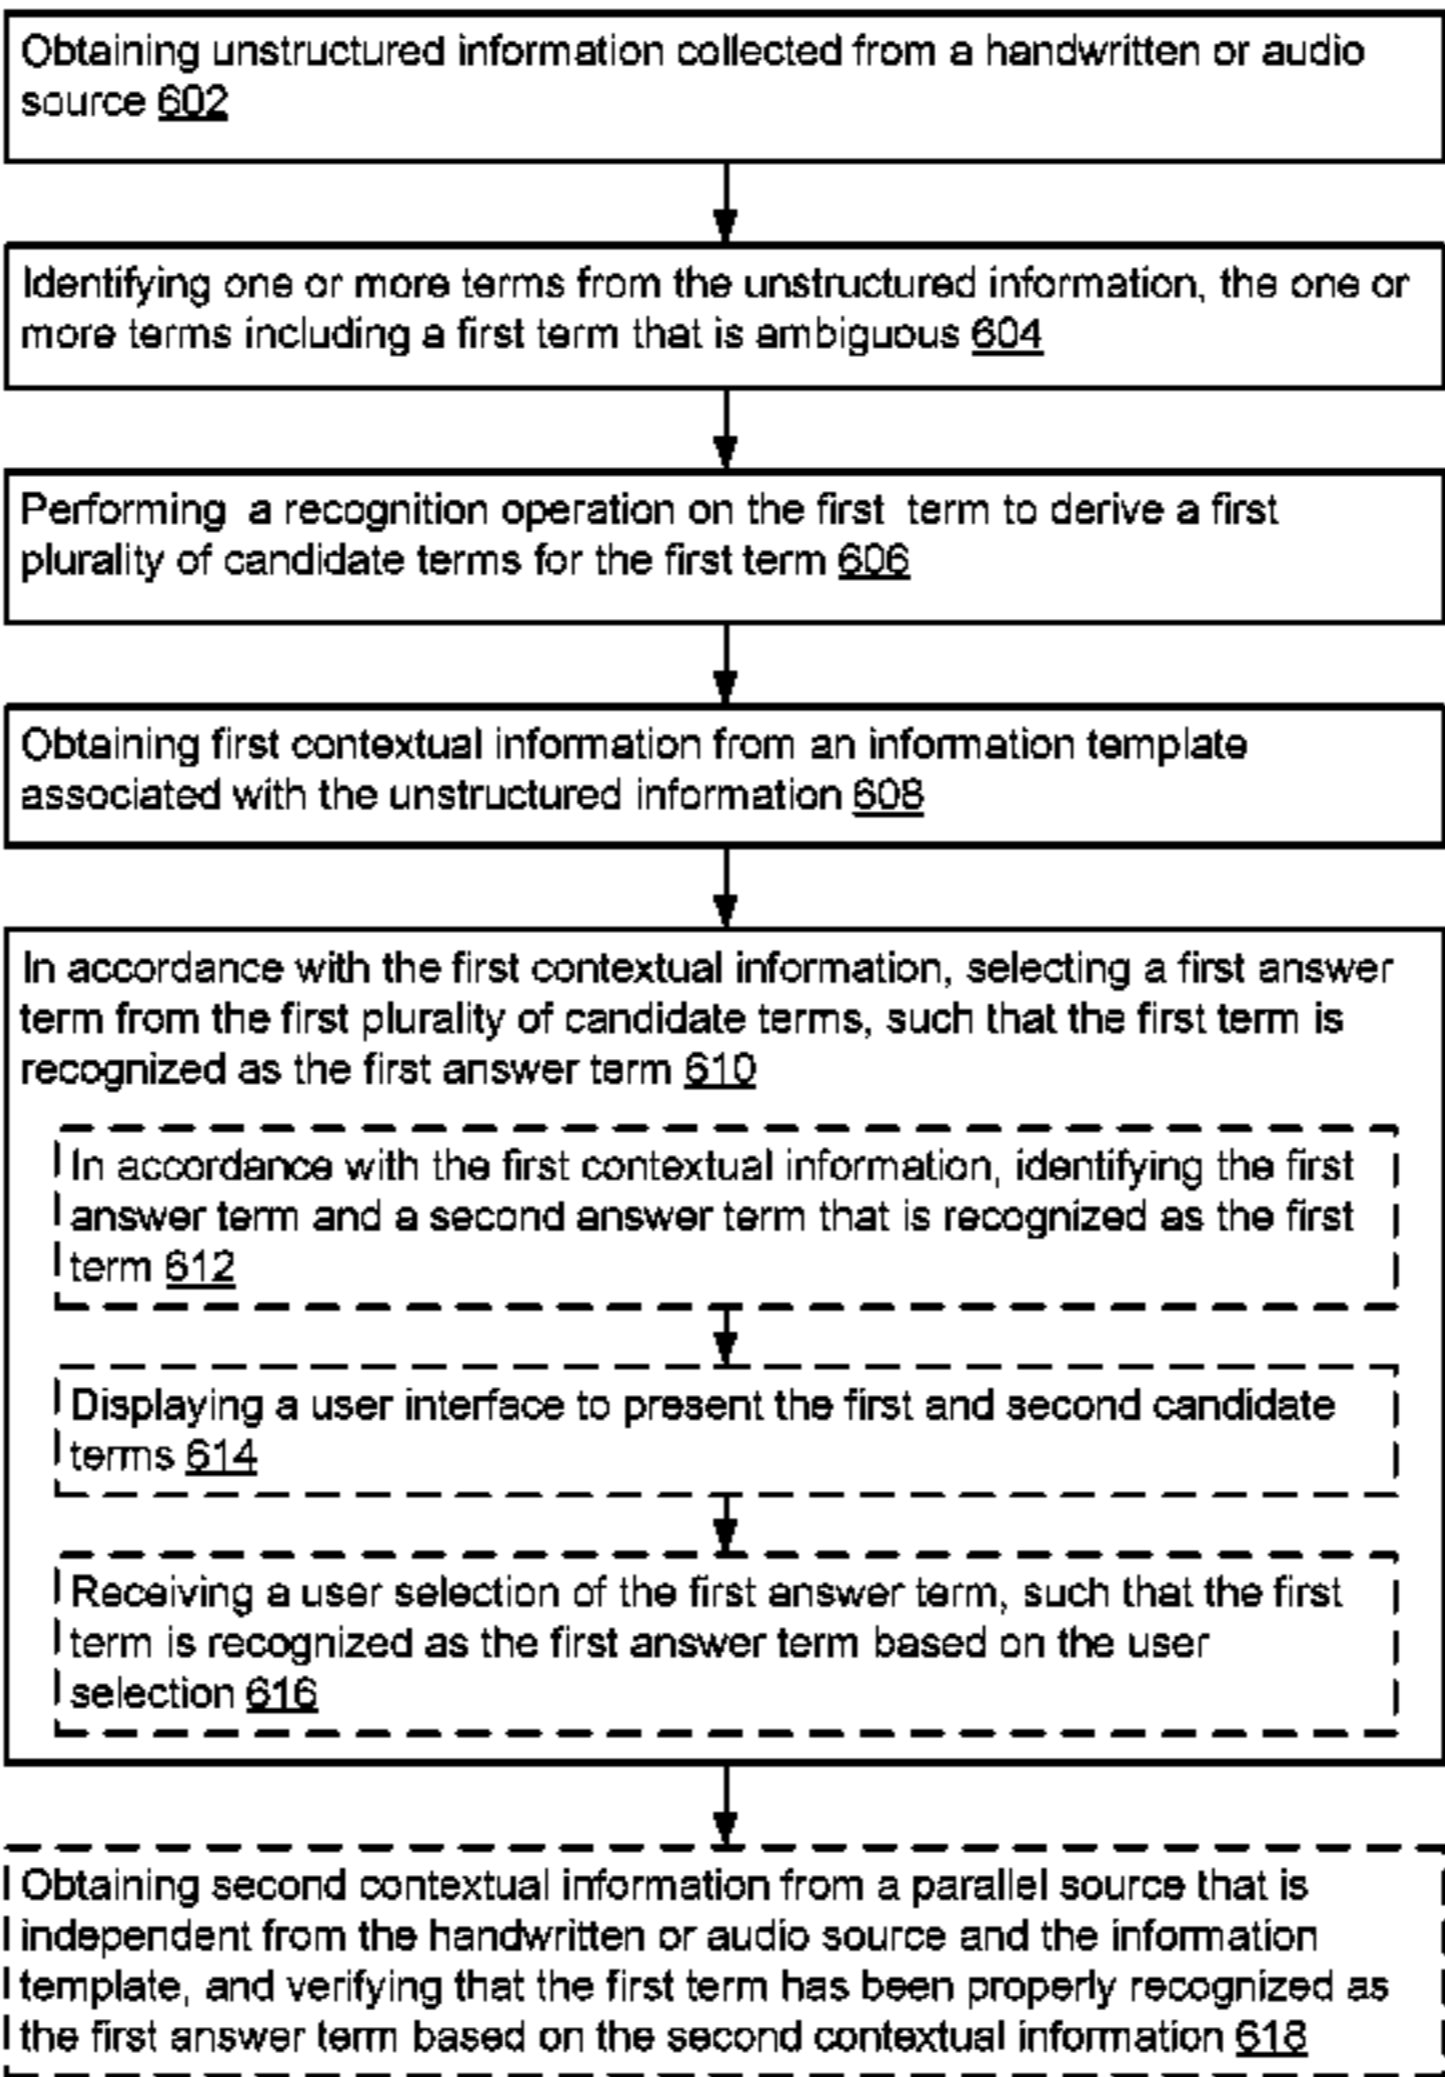 Obtaining unstructured information collected from a handwritten or audio
source 602
Identifying one or more terms from the unstructured information, the one or
more terms including a first term that is ambiguous 604
Performing a recognition operation on the first term to derive a first
plurality of candidate terms for the first term 606
Obtaining first contextual information from an information template
associated with the unstructured information 608
In accordance with the first contextual information, selecting a first answer
term from the first plurality of candidate terms, such that the first term is
recognized as the first answer term 610
In accordance with the first contextual information, identifying the first
answer term and a second answer term that is recognized as the first
term 612
Displaying a user interface to present the first and second candidate
terms 614
Receiving a user selection of the first answer term, such that the first
term is recognized as the first answer term based on the user
selection 616
Obtaining second contextual information from a parallel source that is
independent from the handwritten or audio source and the information
template, and verifying that the first term has been properly recognized as
the first answer term based on the second contextual information 618